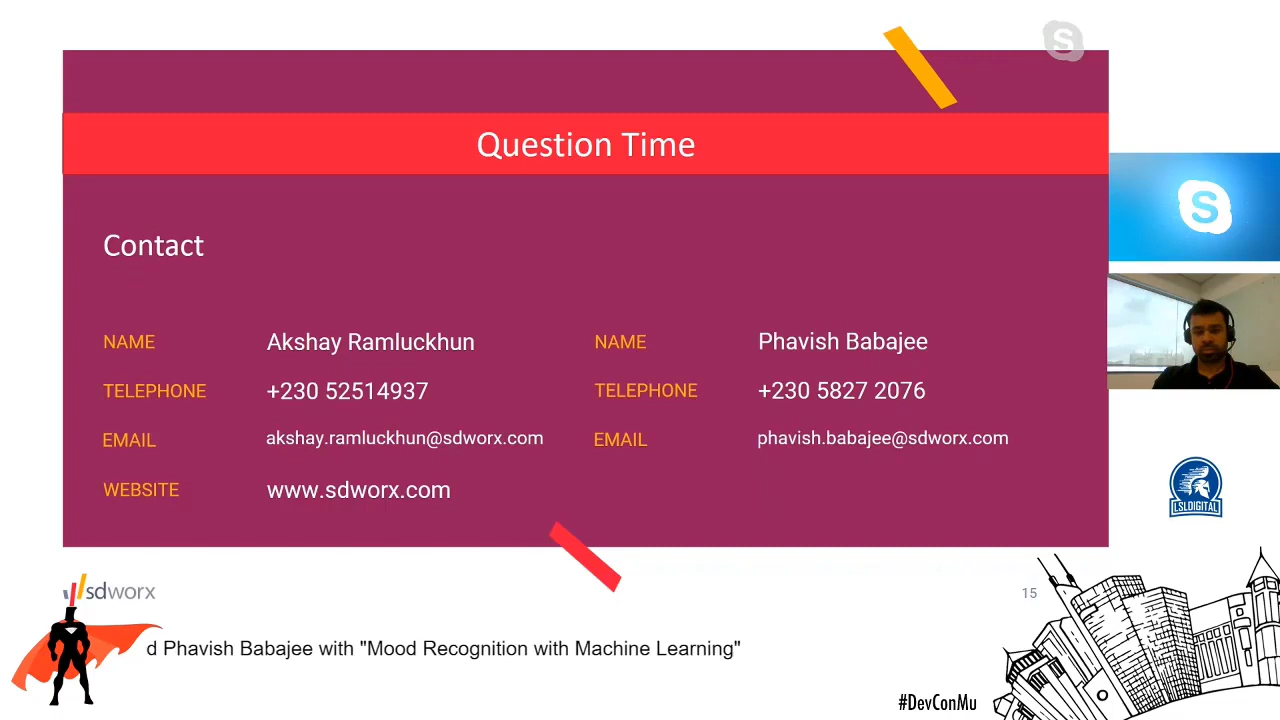 S
Question Time
S
Contact
NAME Akshay Ramluckhun NAME Phavish Babajee
TELEPHONE +230 52514937 TELEPHONE +230 5827 2076
EMAIL akshay.ramluckhun@sdworx.com EMAIL phavish.babajee@sdworx.com
WEBSITE www.sdworx.com
LSLDIGITAL
sdworx
15
d Phavish Babajee with "Mood Recognition with Machine Learning"
#DevConMu